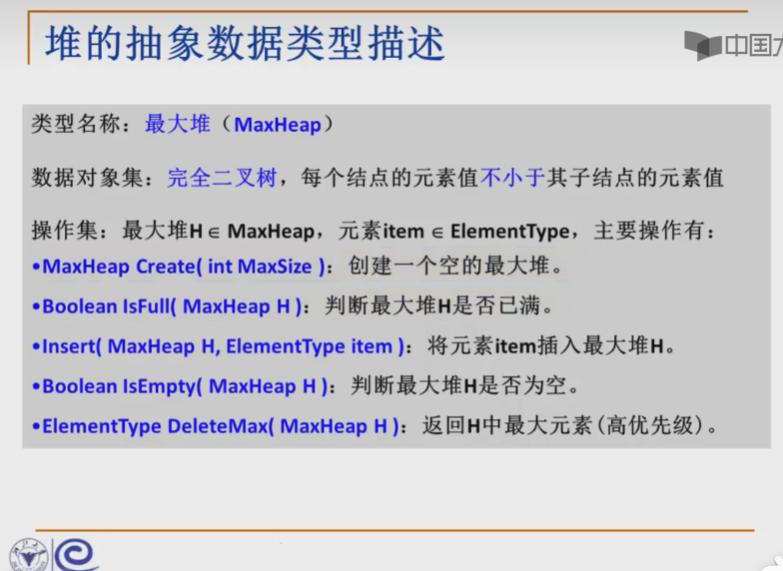 堆的抽象数据类型描述
中国大
类型名称：最大堆（MaxHeap）
数据对象集：完全二叉树，每个结点的元素值不小于其子结点的元素值
操作集：最大堆H ∈ MaxHeap，元素item ∈ ElementType，主要操作有：
•MaxHeap Create( int MaxSize )：创建一个空的最大堆。
•Boolean IsFull( MaxHeap H )：判断最大堆H是否已满。
•Insert( MaxHeap H, ElementType item )：将元素item插入最大堆H。
•Boolean IsEmpty( MaxHeap H )：判断最大堆H是否为空。
•ElementType DeleteMax( MaxHeap H )：返回H中最大元素(高优先级)。